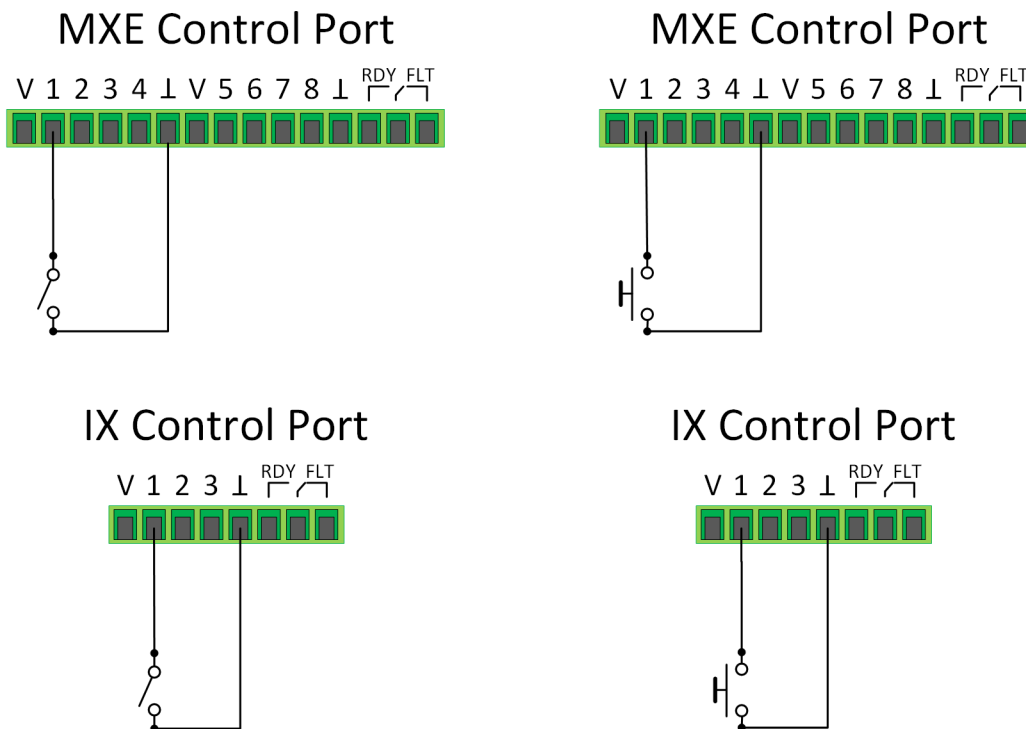 MXE Control Port
RDY FLT
V 1 2 3 4 ⊥ V 5 6 7 8 ⊥
MXE Control Port
RDY FLT
V 1 2 3 4 ⊥ V 5 6 7 8 ⊥
IX Control Port
RDY FLT
V 1 2 3 ⊥
IX Control Port
RDY FLT
V 1 2 3 ⊥